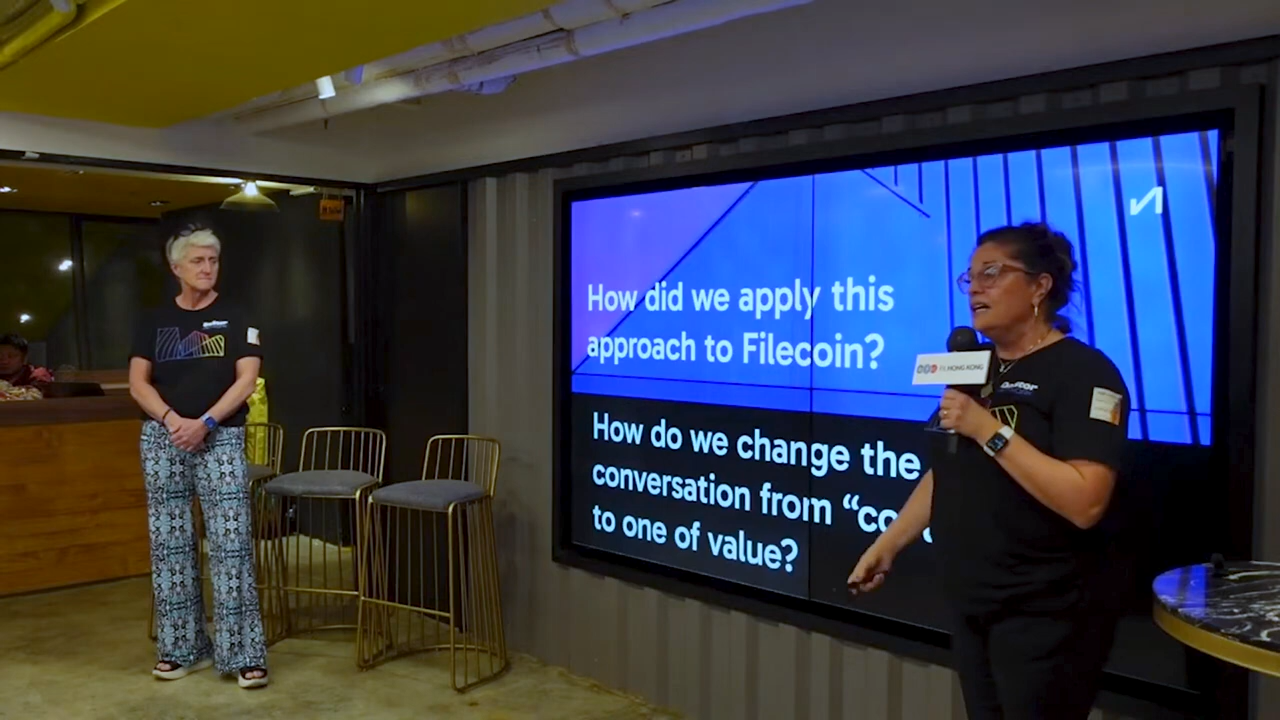 How did we apply this
approach to Filecoin?
How do we change the
conversation from “co
to one of value?
FIL HONG KONG